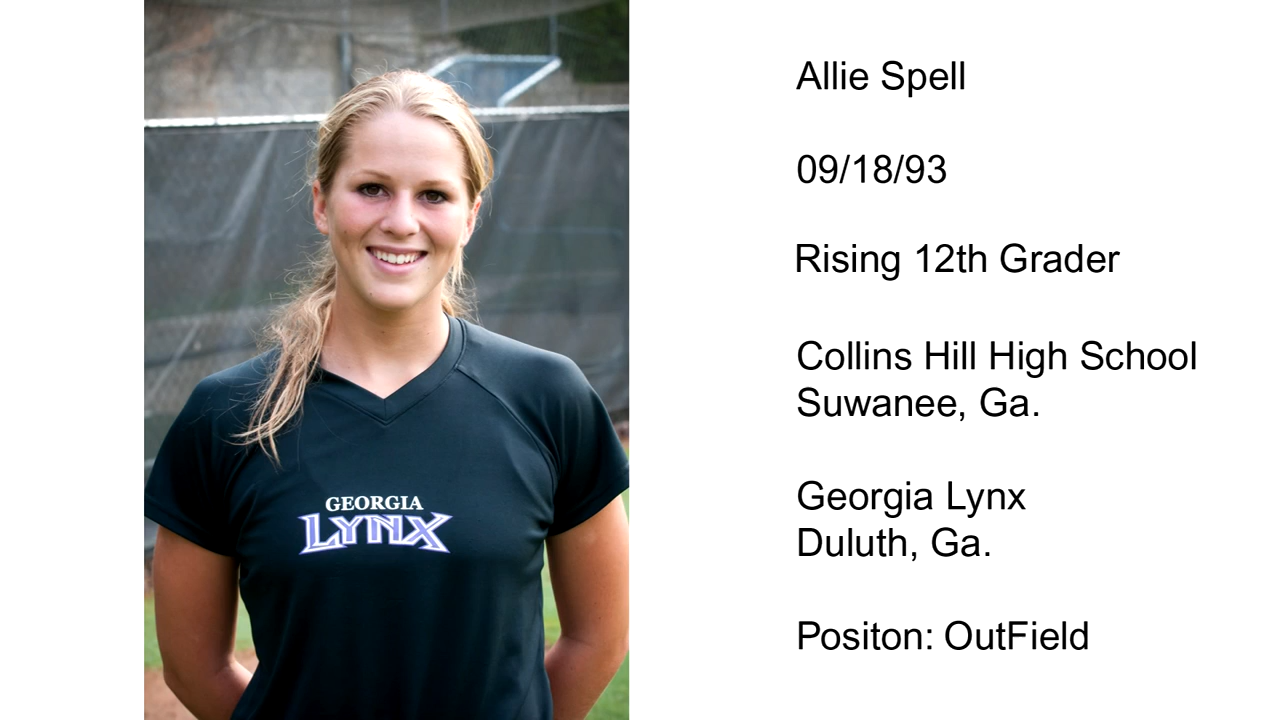 Allie Spell
09/18/93
Rising 12th Grader
Collins Hill High School
Suwanee, Ga.
Georgia Lynx
Duluth, Ga.
Positon: OutField
GEORGIA
LYNX